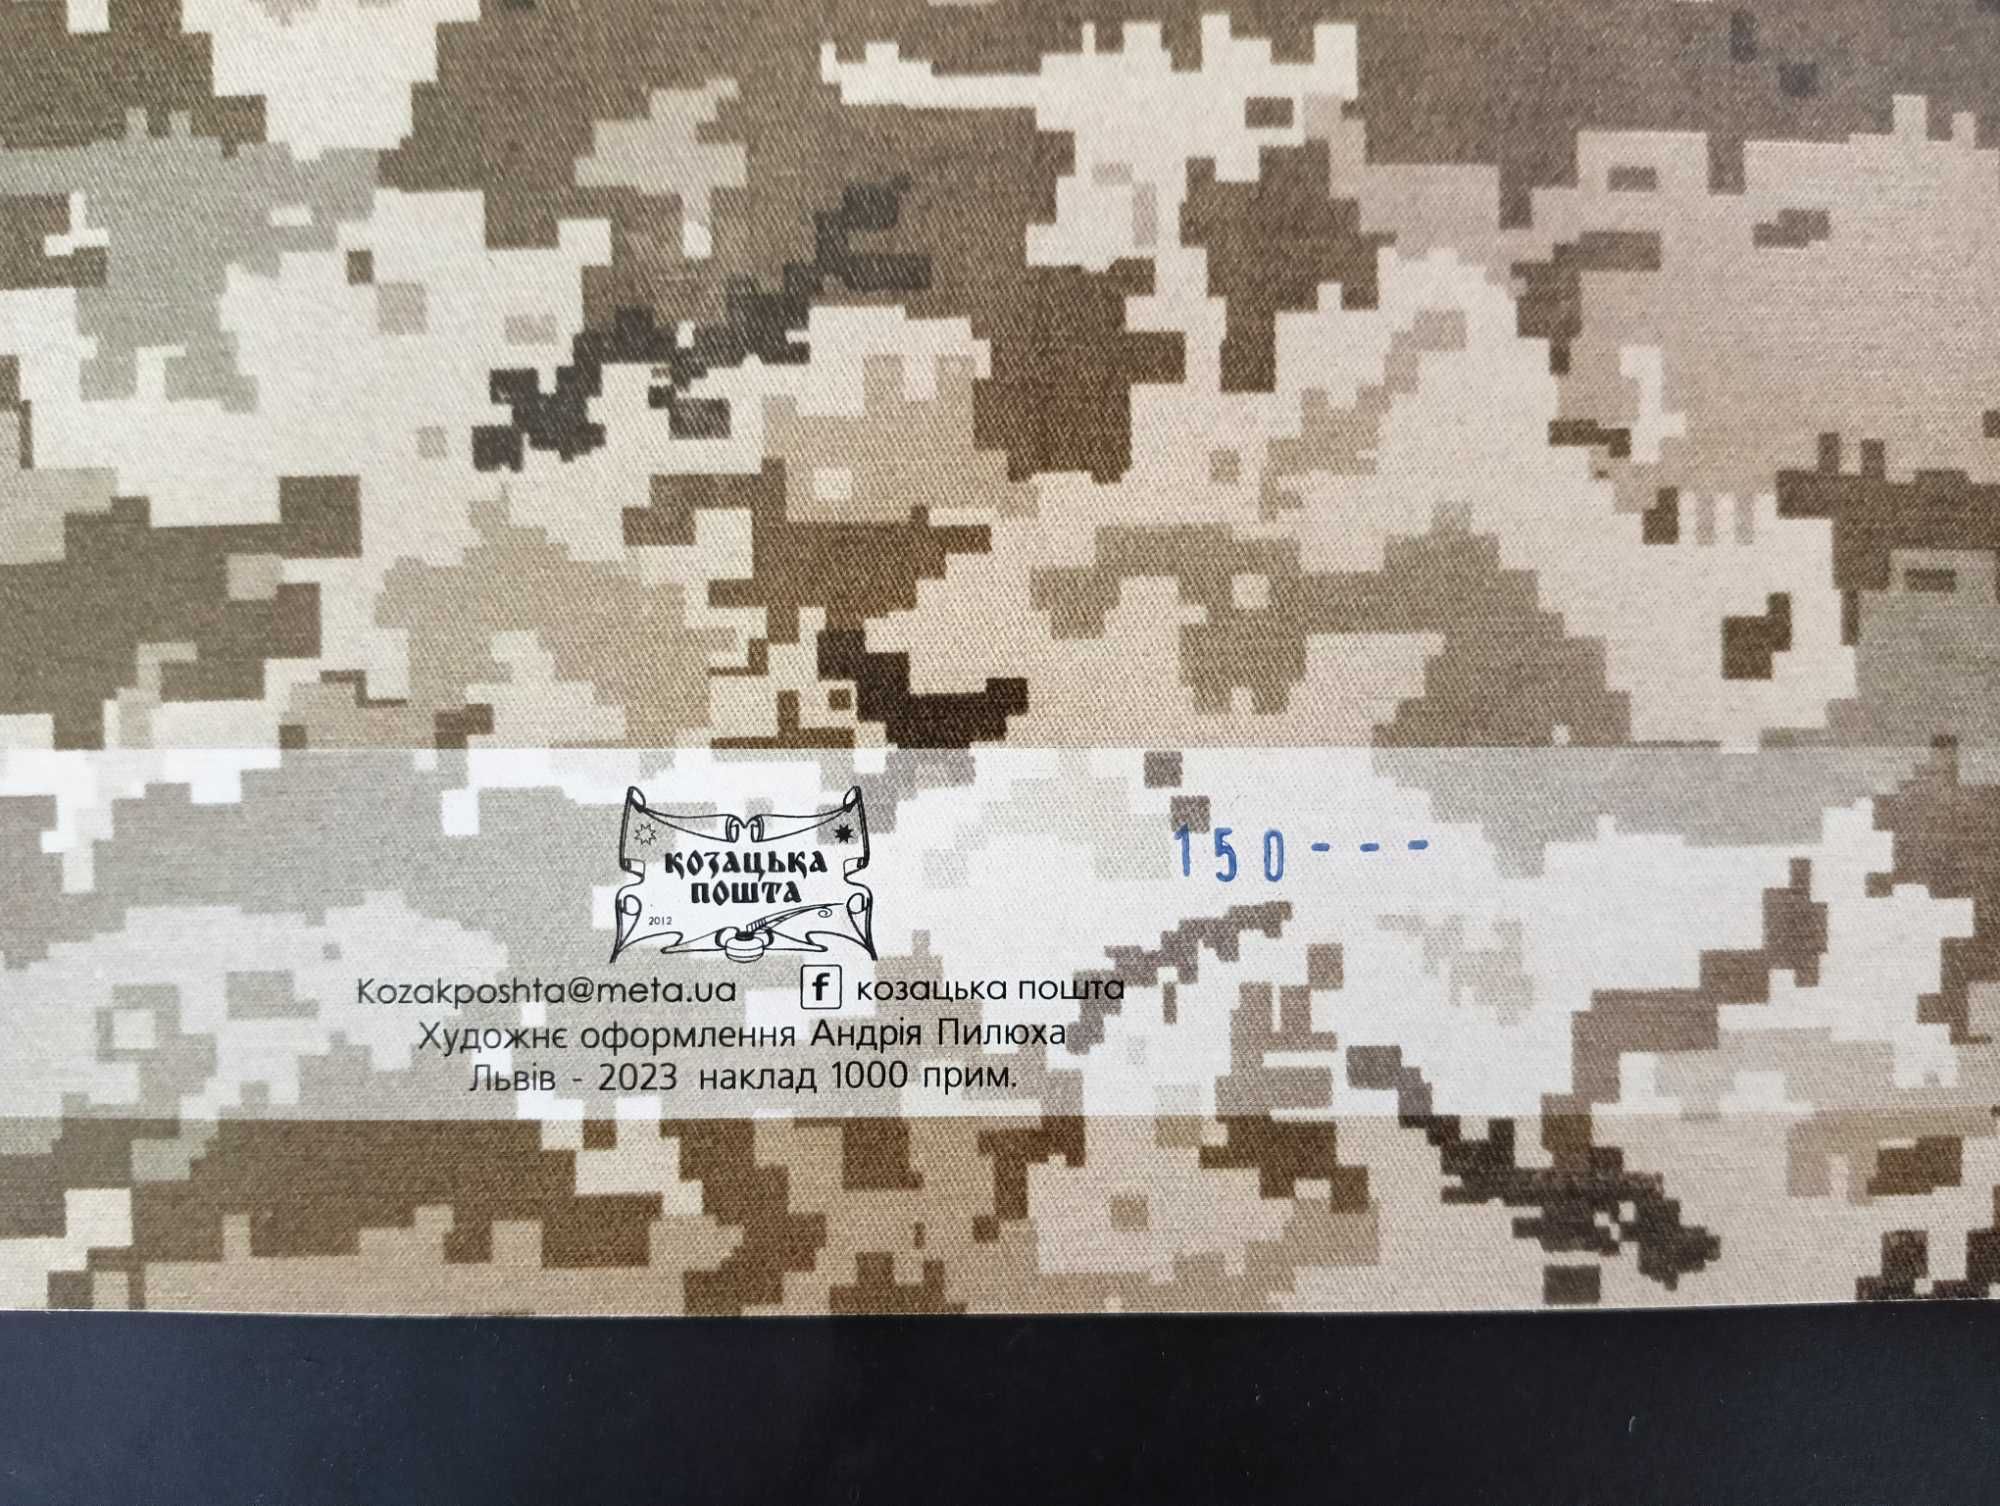 козацька
пошта
2012
150---
Kozakposhta@meta.ua f козацька пошта
Художнє оформлення Андрія Пилюха
Львів - 2023 наклад 1000 прим.